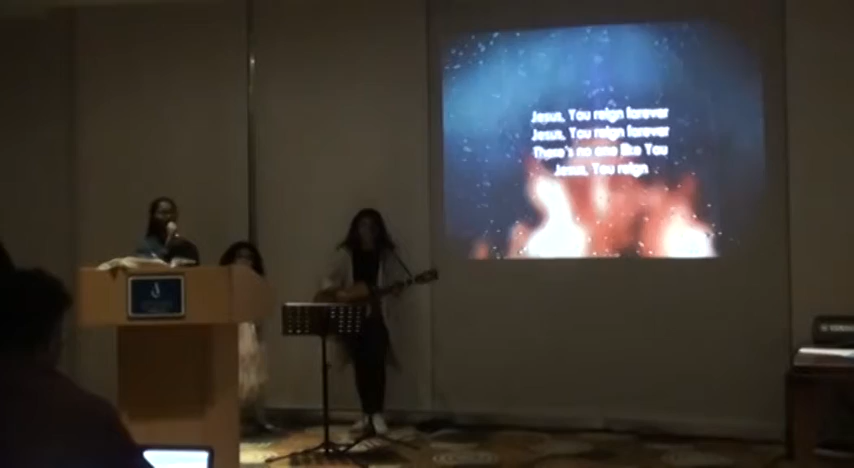 Jesus, You reign forever
Jesus, You reign forever
There's no one like You
Jesus, You reign